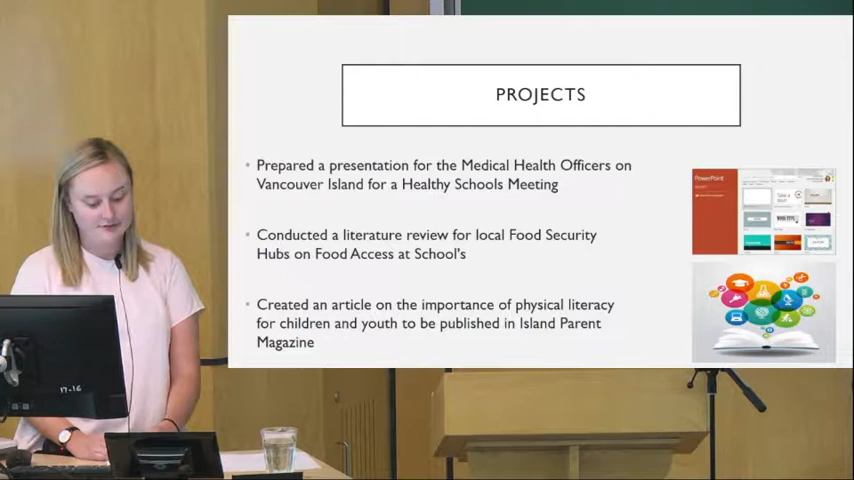 PROJECTS
Prepared a presentation for the Medical Health Officers on
Vancouver Island for a Healthy Schools Meeting
Conducted a literature review for local Food Security
Hubs on Food Access at School's
Created an article on the importance of physical literacy
for children and youth to be published in Island Parent
Magazine
PowerPoint
17-16